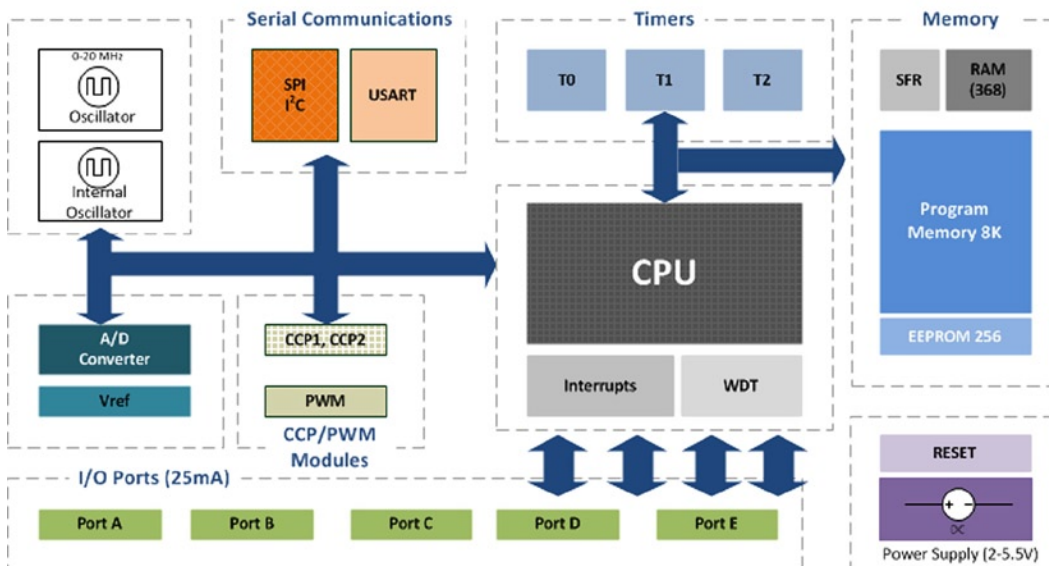 Serial Communications
Timers
Memory
0-20 MHz
Oscillator
Internal
Oscillator
SPI
I²C
USART
T0
T1
T2
SFR
RAM
(368)
Program
Memory 8K
EEPROM 256
CPU
Interrupts
WDT
A/D
Converter
Vref
CCP1, CCP2
PWM
CCP/PWM
Modules
I/O Ports (25mA)
Port A
Port B
Port C
Port D
Port E
RESET
+ -
DC
Power Supply (2-5.5V)